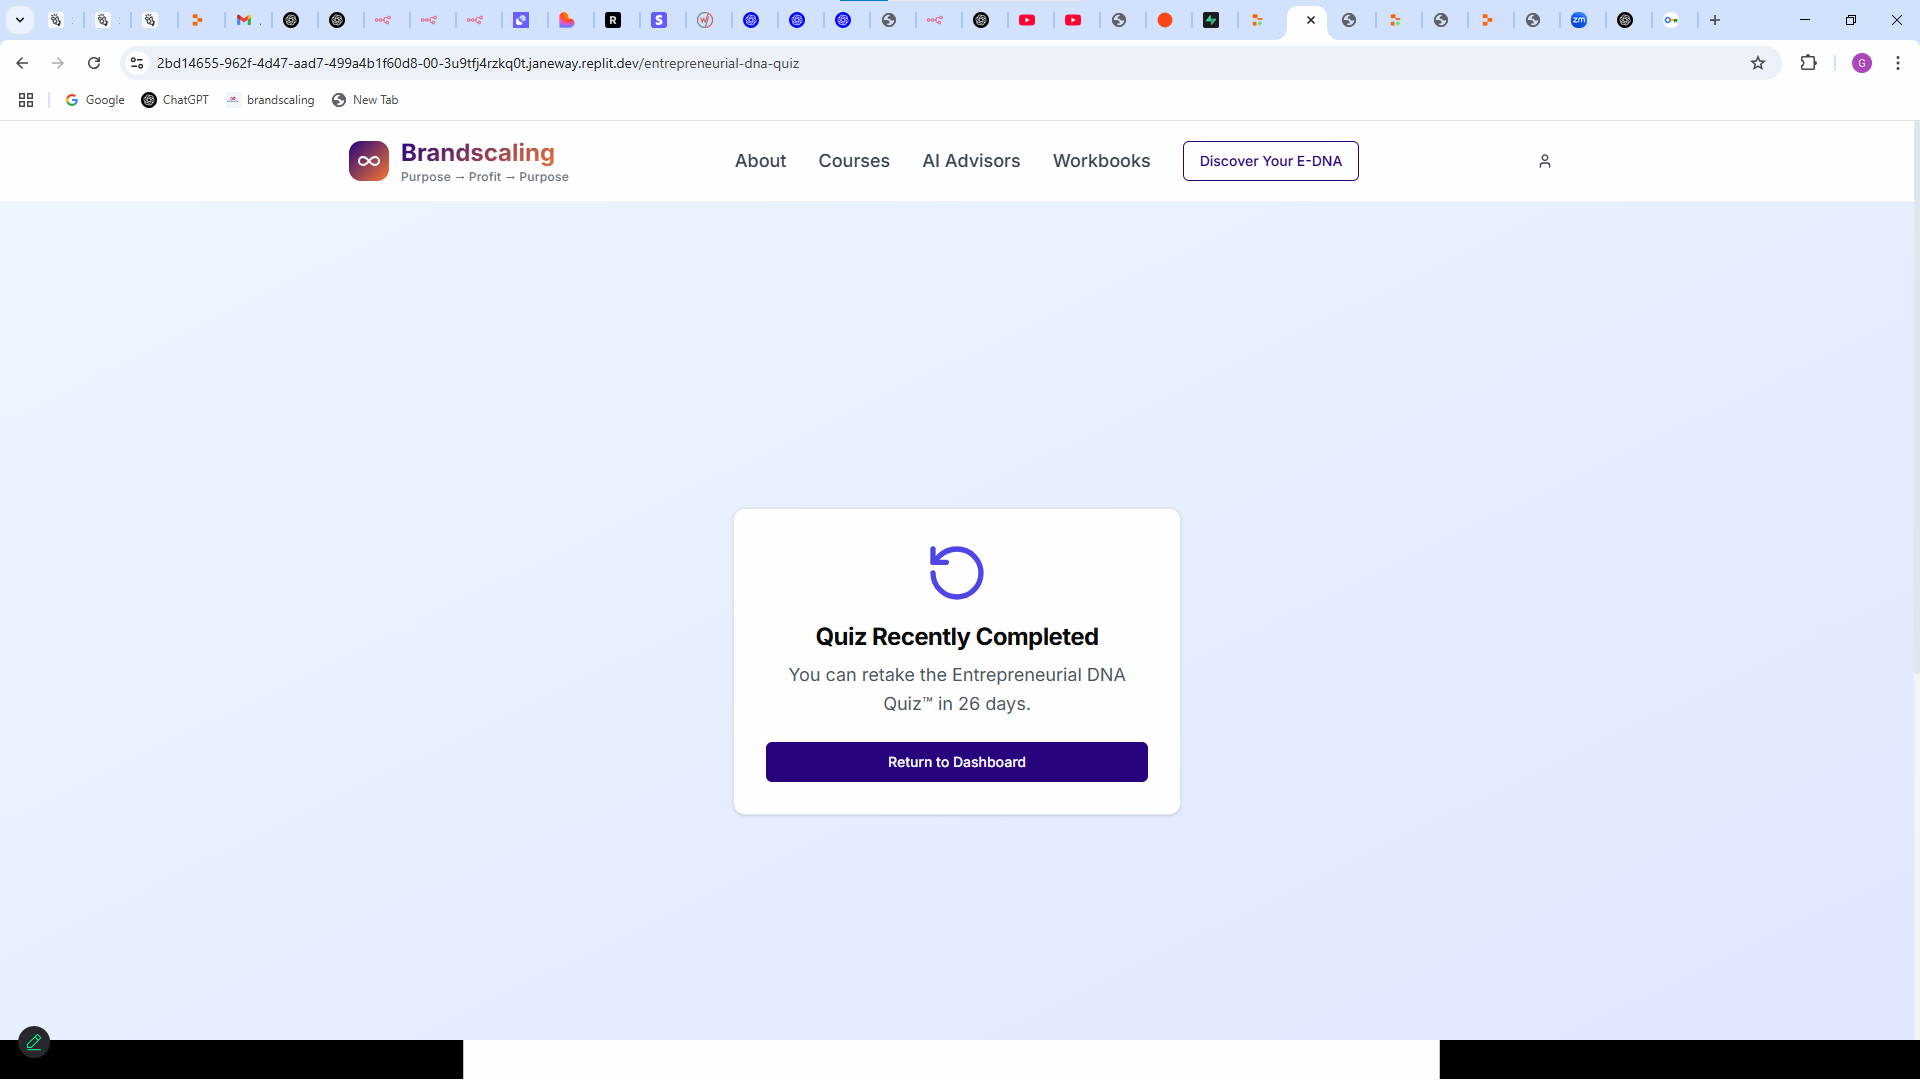 2bd14655-962f-4d47-aad7-499a4b1f60d8-00-3u9tfj4rzkq0t.janeway.replit.dev/entrepreneurial-dna-quiz
G
Google
ChatGPT
brandscaling
New Tab
Brandscaling
Purpose → Profit → Purpose
About
Courses
AI Advisors
Workbooks
Discover Your E-DNA
Quiz Recently Completed
You can retake the Entrepreneurial DNA
Quiz™ in 26 days.
Return to Dashboard